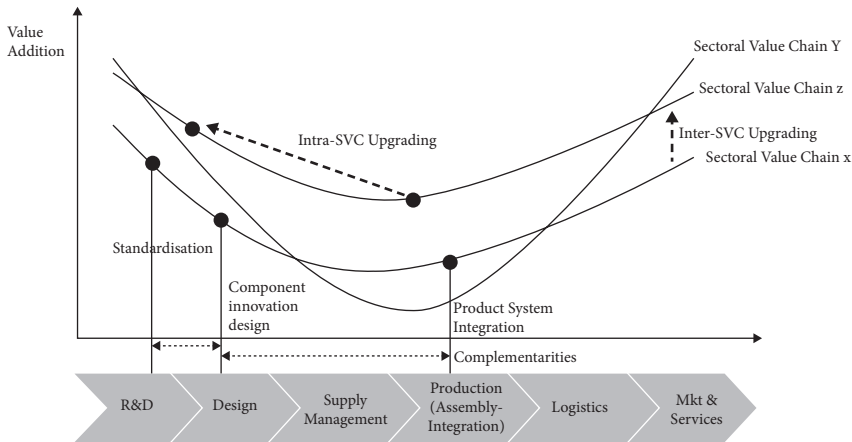 Value
Addition
Sectoral Value Chain Y
Sectoral Value Chain z
Intra-SVC Upgrading
Inter-SVC Upgrading
Sectoral Value Chain x
Standardisation
Component
innovation
design
Product System
Integration
Complementarities
R&D
Design
Supply
Management
Production
(Assembly-
Integration)
Logistics
Mkt &
Services